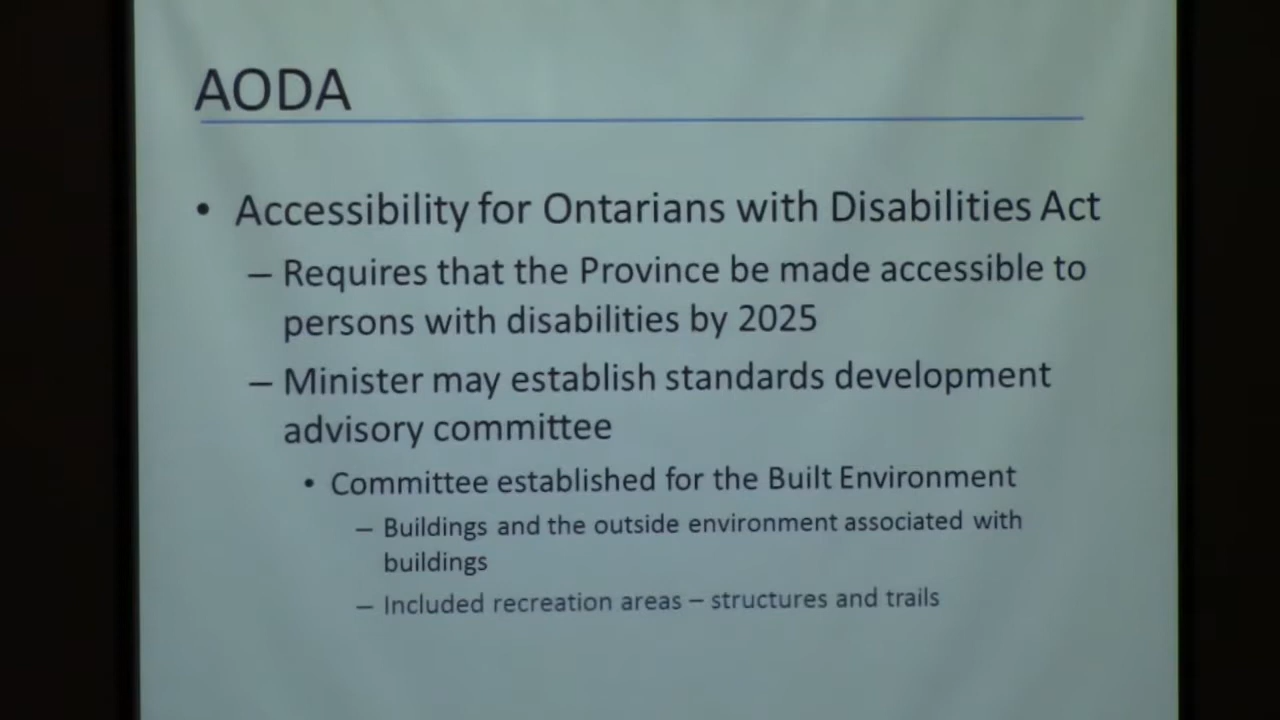 AODA
• Accessibility for Ontarians with Disabilities Act
– Requires that the Province be made accessible to
persons with disabilities by 2025
– Minister may establish standards development
advisory committee
• Committee established for the Built Environment
– Buildings and the outside environment associated with
buildings
– Included recreation areas – structures and trails